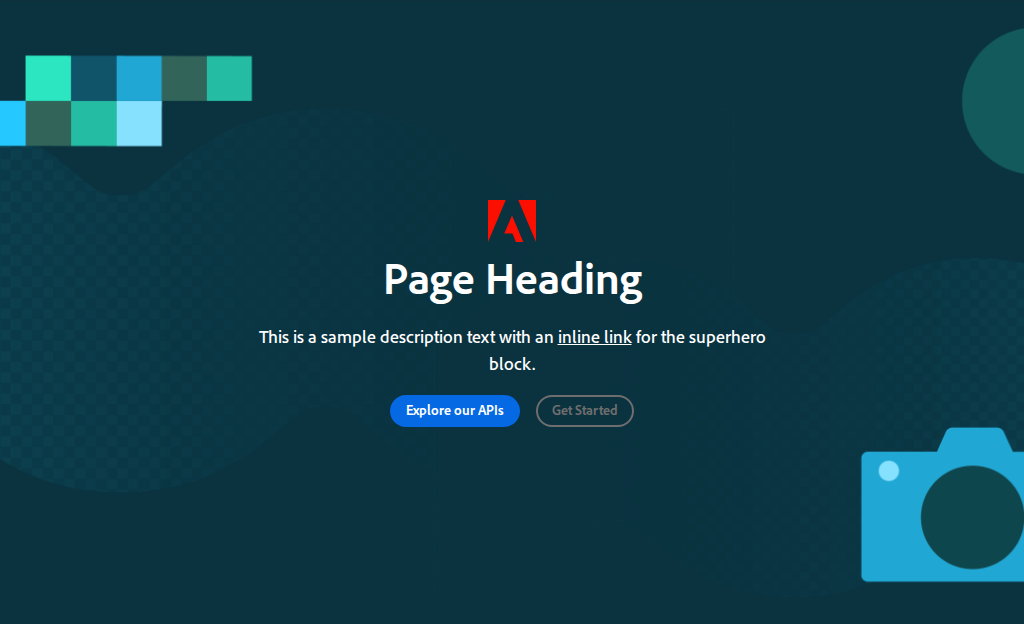 Page Heading
This is a sample description text with an inline link for the superhero
block.
Explore our APIs
Get Started